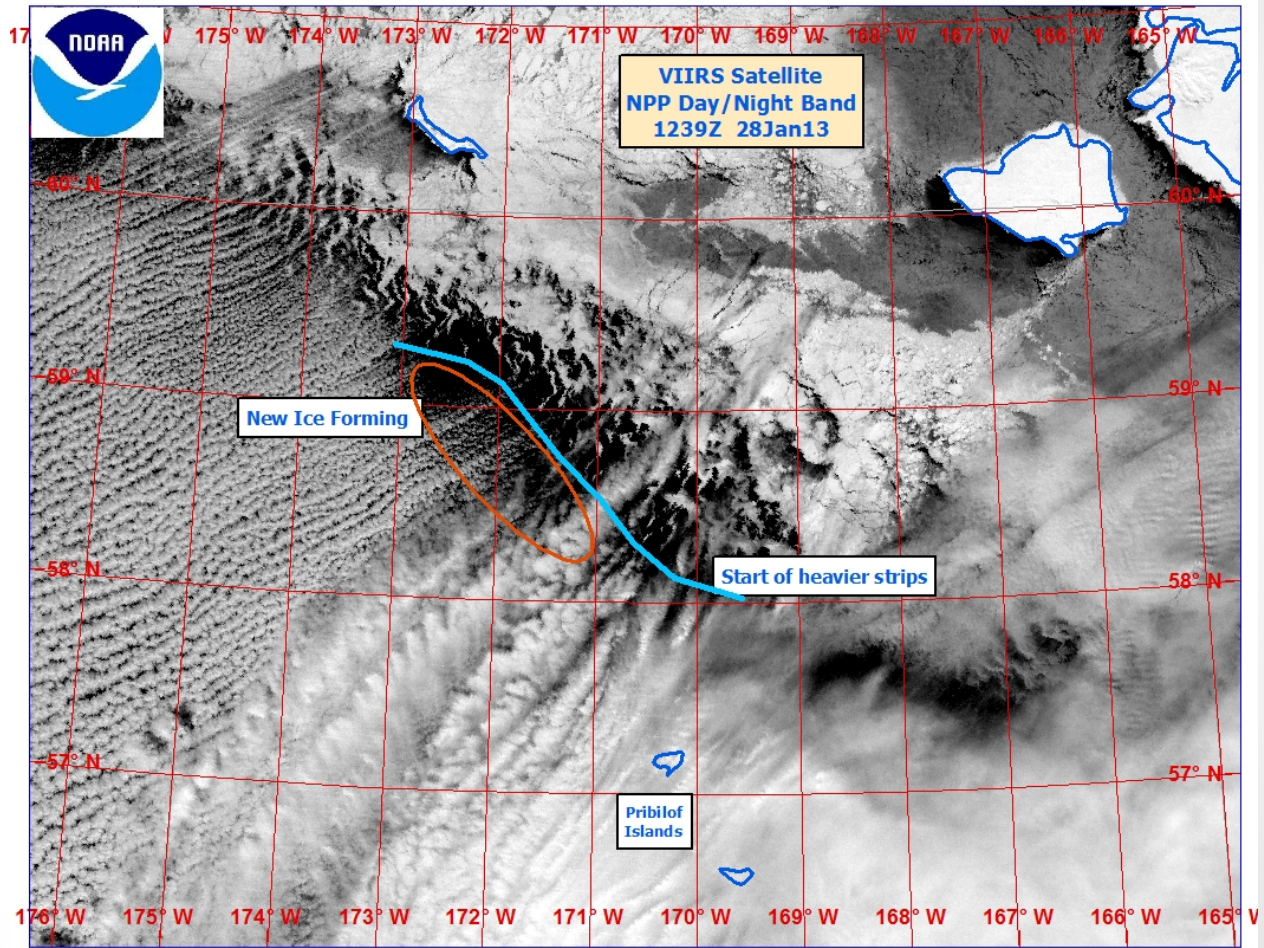 17
175° W 174° W 173° W 172° W 171° W 170° W 169° W 168° W 167° W 166° W 165° W
NOAA
VIIRS Satellite
NPP Day/Night Band
1239Z 28Jan13
60° N
60° N
59° N
59° N
New Ice Forming
58° N
58° N
Start of heavier strips
57° N
57° N
Pribilof
Islands
176° W 175° W 174° W 173° W 172° W 171° W 170° W 169° W 168° W 167° W 166° W 165°